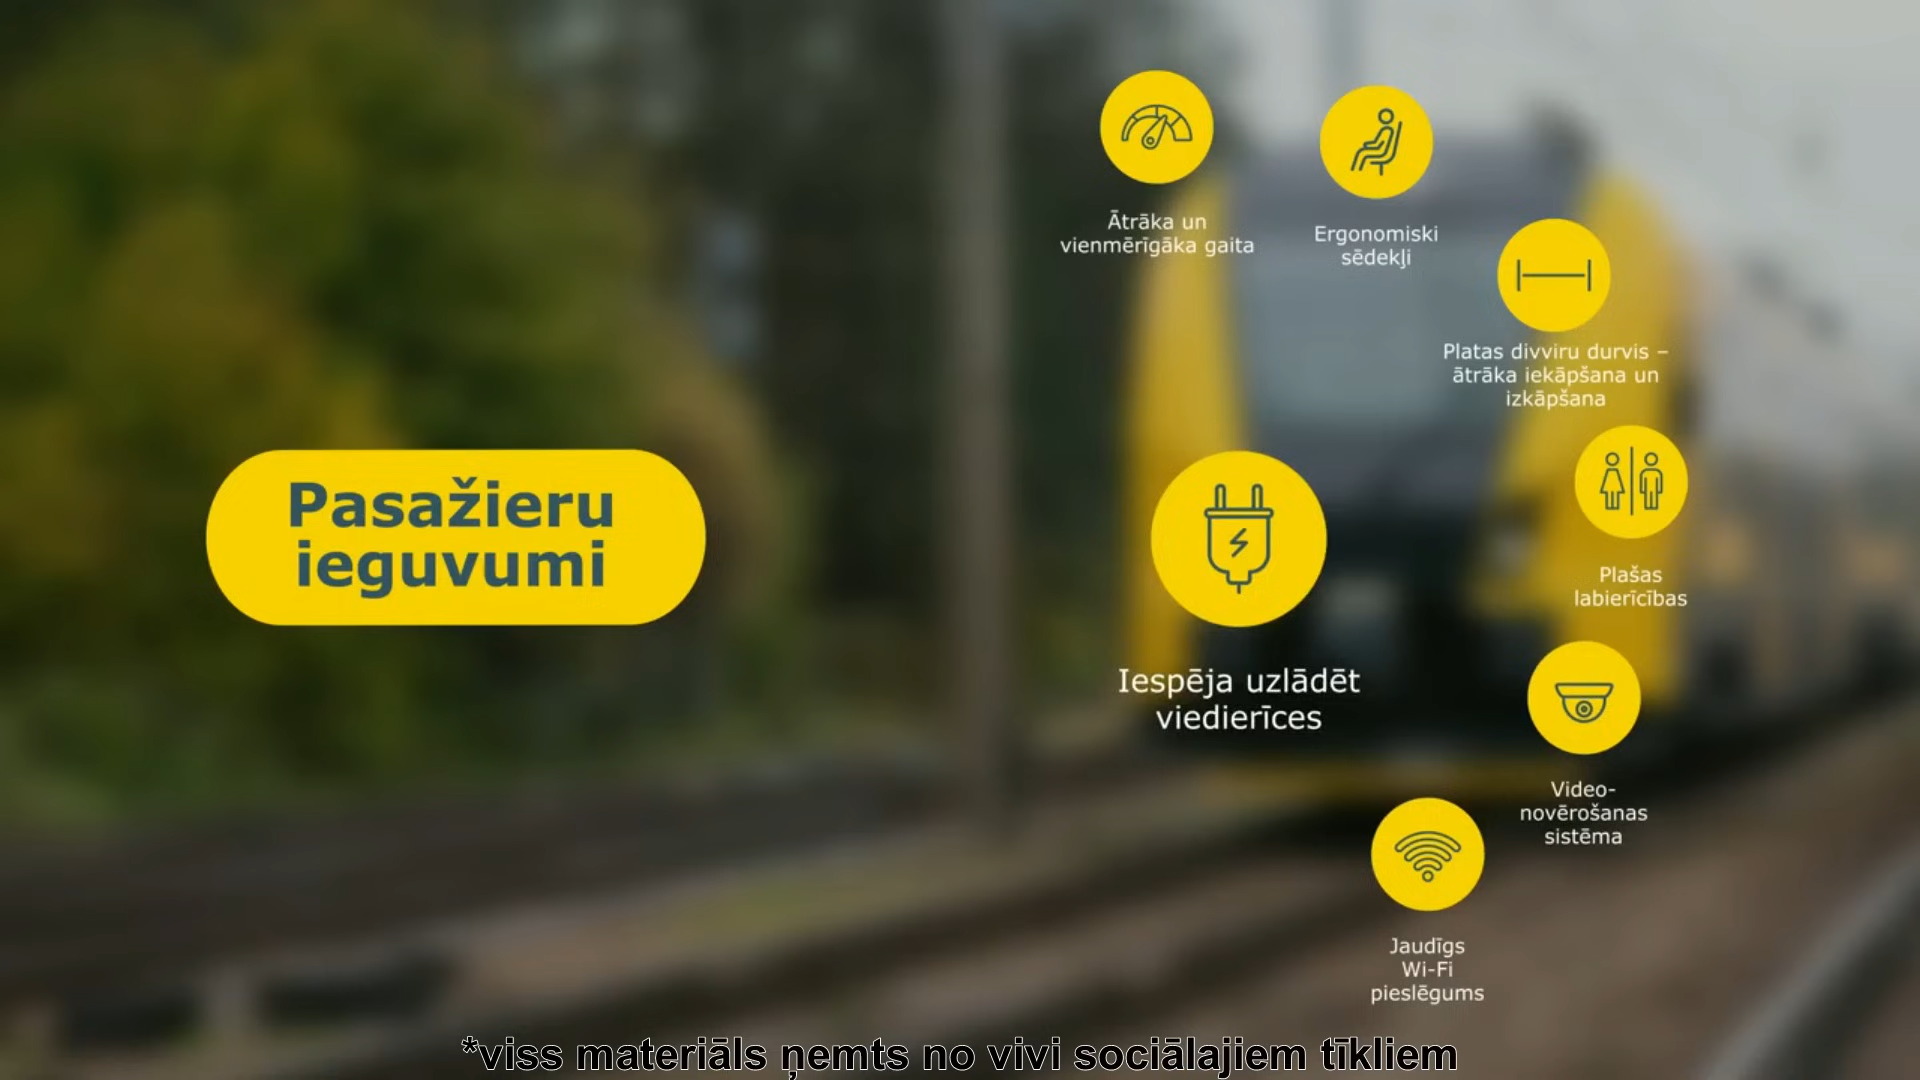 Pasažieru
ieguvumi
Ātrāka un
vienmērīgāka gaita
Ergonomiski
sēdekļi
Platas divviru durvis –
ātrāka iekāpšana un
izkāpšana
Plašas
labierīcības
Iespēja uzlādēt
viedierīces
Video-
novērošanas
sistēma
Jaudīgs
Wi-Fi
pieslēgums
*viss materiāls ņemts no vivi sociālajiem tīkliem